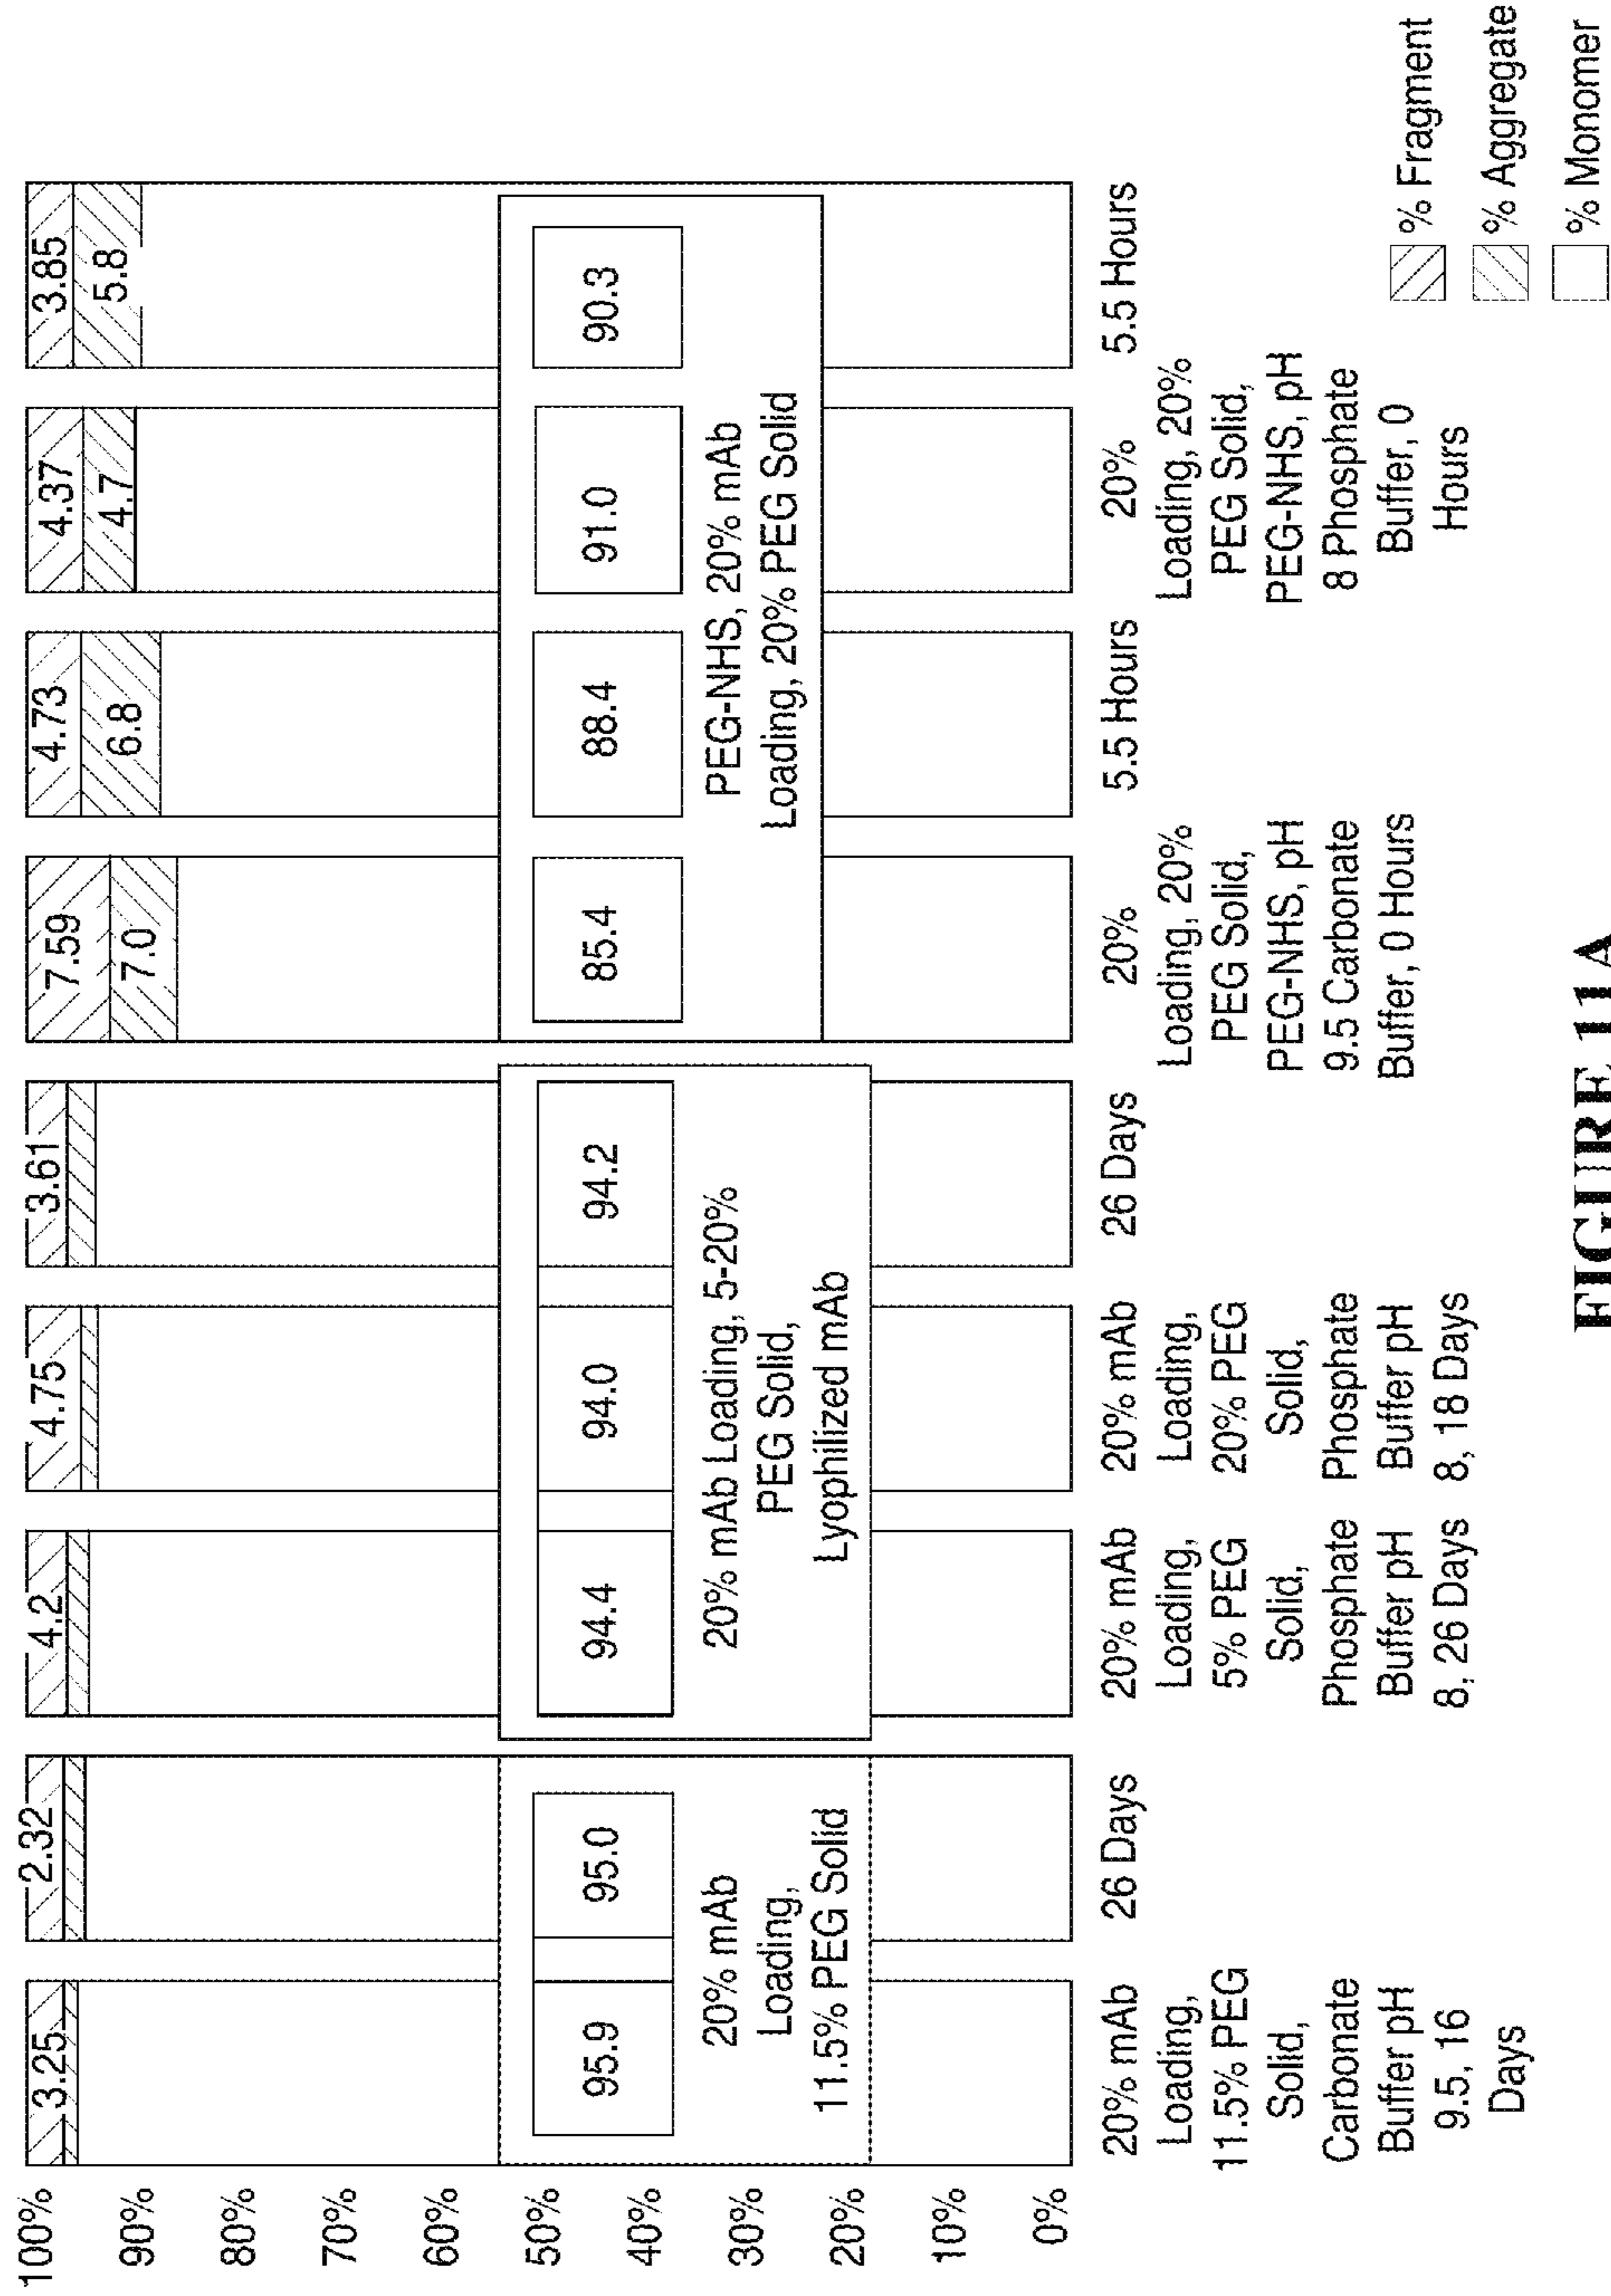 100%
90%
80%
70%
60%
50%
40%
30%
20%
10%
0%
3.25
2.32
4.2
4.75
3.61
7.59
7.0
4.73
6.8
4.37
4.7
3.85
5.8
95.9
95.0
20% mAb
Loading,
11.5% PEG Solid
94.4
94.0
94.2
20% mAb Loading, 5-20%
PEG Solid,
Lyophilized mAb
85.4
88.4
91.0
90.3
PEG-NHS, 20% mAb
Loading, 20% PEG Solid
20% mAb
Loading,
11.5% PEG
Solid,
Carbonate
Buffer pH
9.5, 16
Days
26 Days
20% mAb
Loading,
5% PEG
Solid,
Phosphate
Buffer pH
8, 26 Days
20% mAb
Loading,
20% PEG
Solid,
Phosphate
Buffer pH
8, 18 Days
26 Days
20%
Loading, 20%
PEG Solid,
PEG-NHS, pH
9.5 Carbonate
Buffer, 0 Hours
5.5 Hours
20%
Loading, 20%
PEG Solid,
PEG-NHS, pH
8 Phosphate
Buffer, 0
Hours
5.5 Hours
% Fragment
% Aggregate
% Monomer
FIGURE 11A